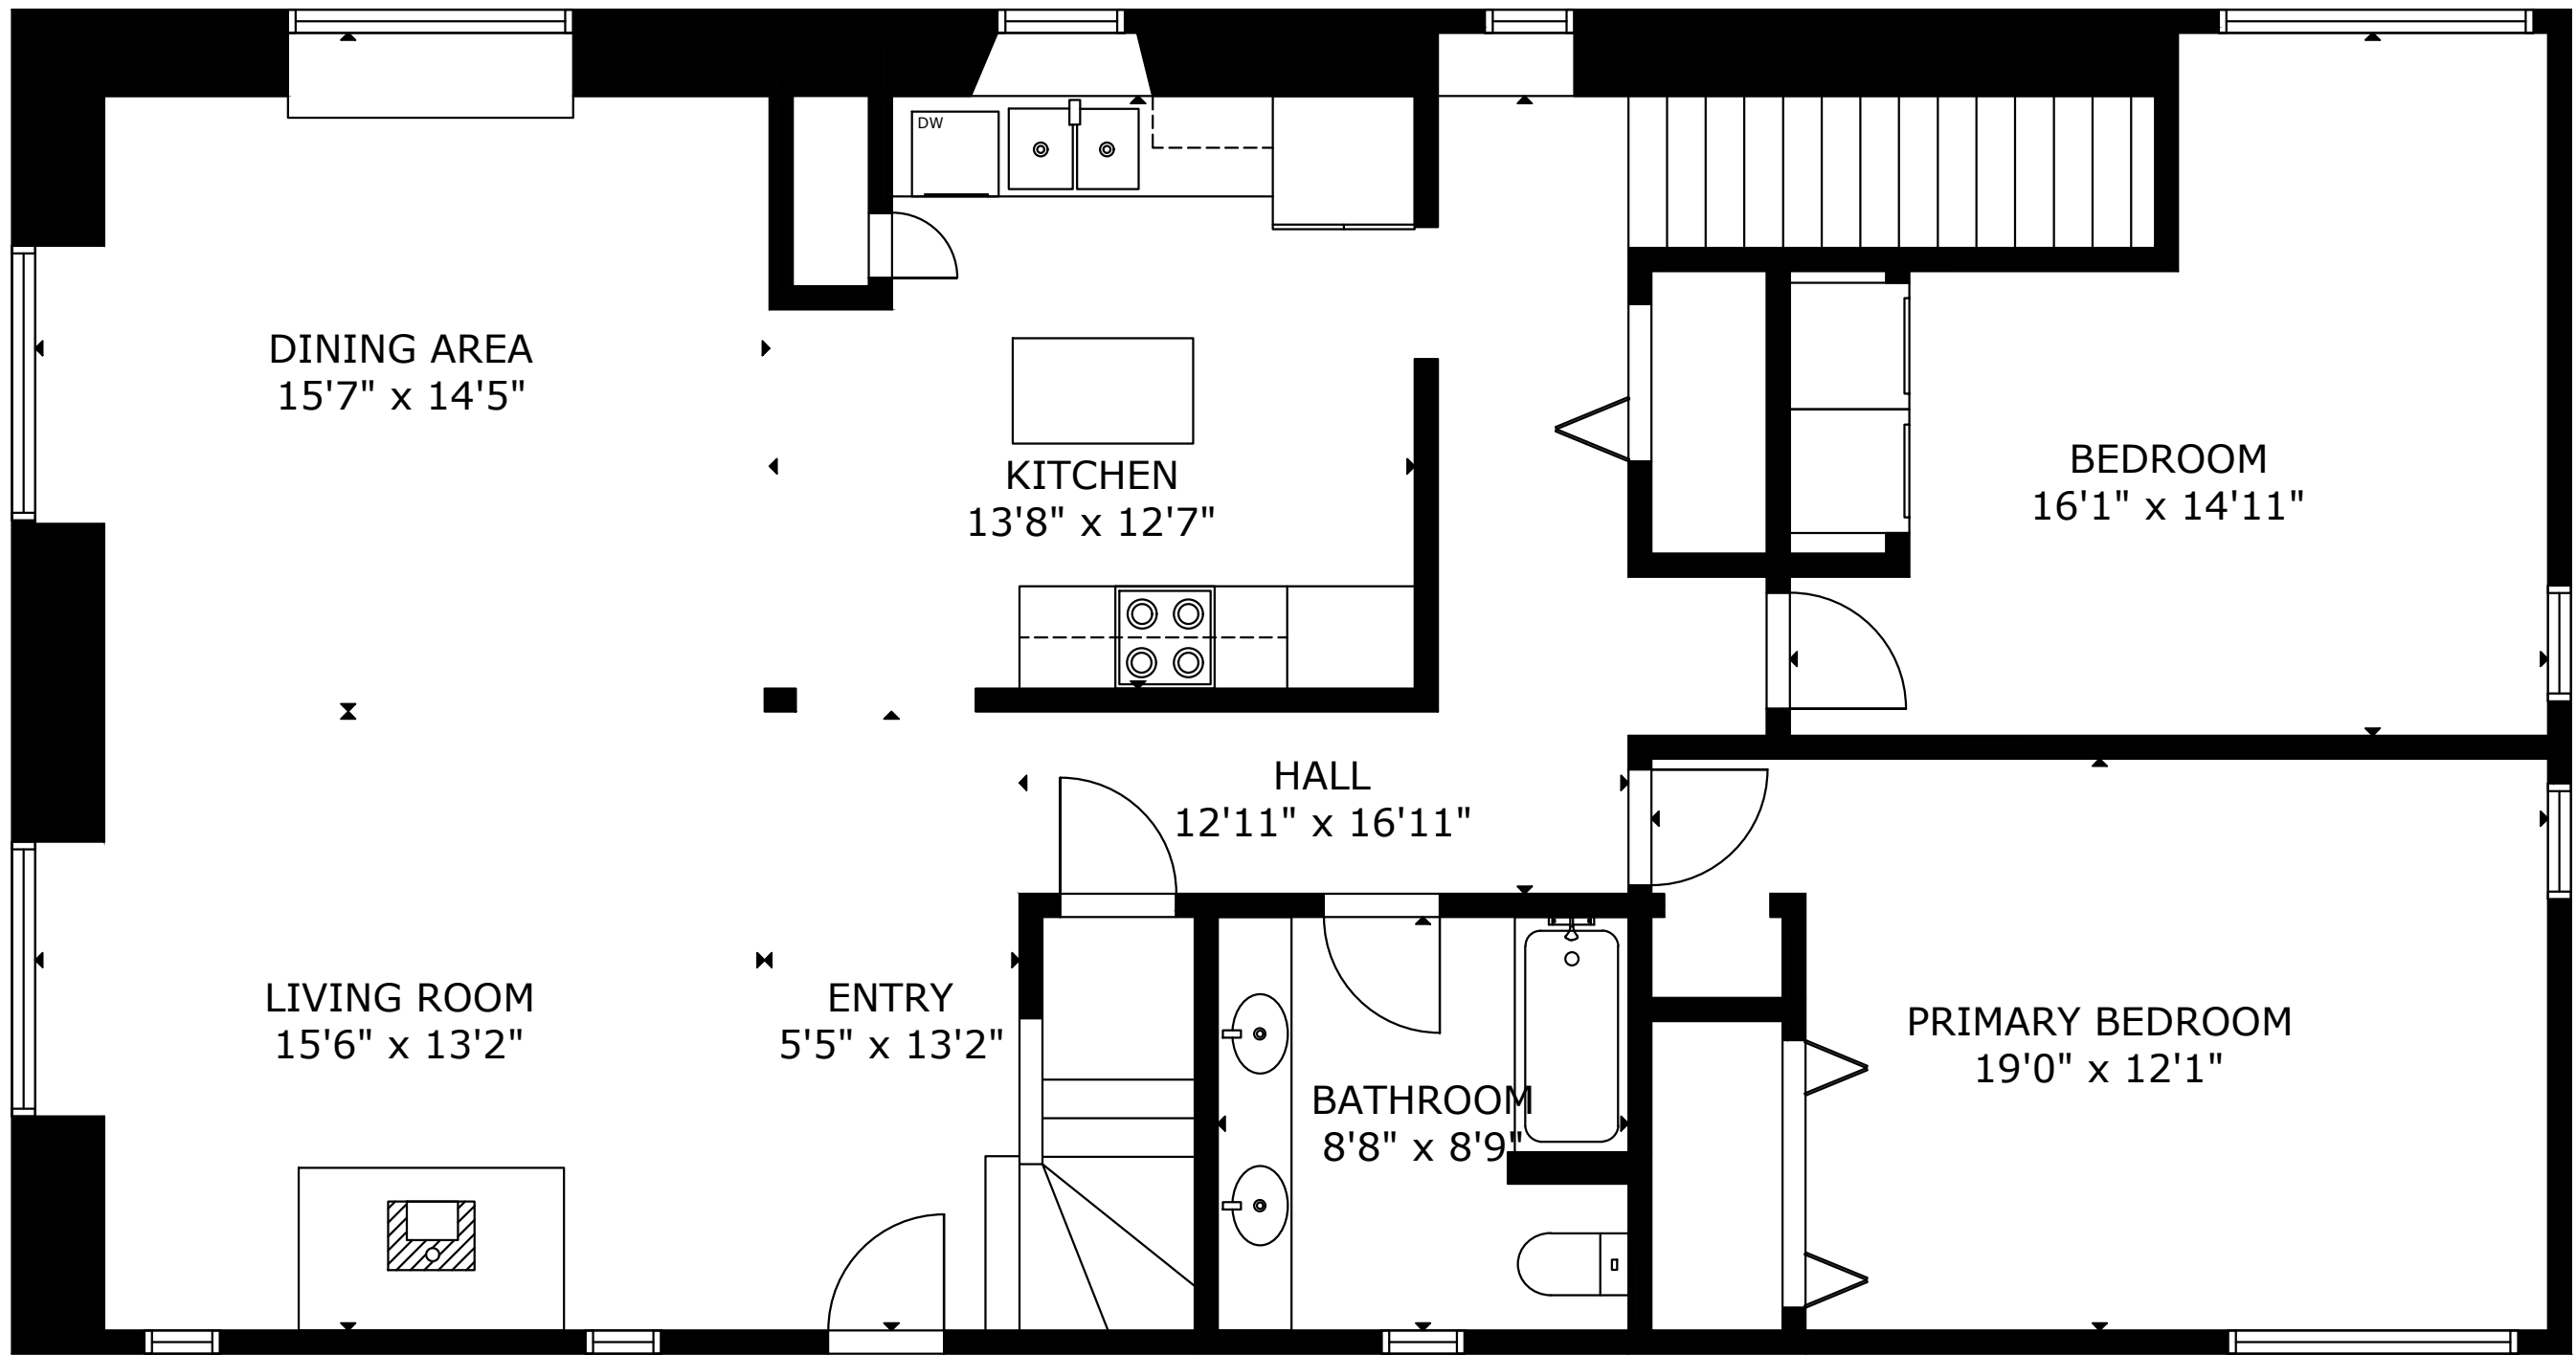 DW
DINING AREA
15'7" x 14'5"
KITCHEN
13'8" x 12'7"
BEDROOM
16'1" x 14'11"
HALL
12'11" x 16'11"
LIVING ROOM
15'6" x 13'2"
ENTRY
5'5" x 13'2"
BATHROOM
8'8" x 8'9"
PRIMARY BEDROOM
19'0" x 12'1"